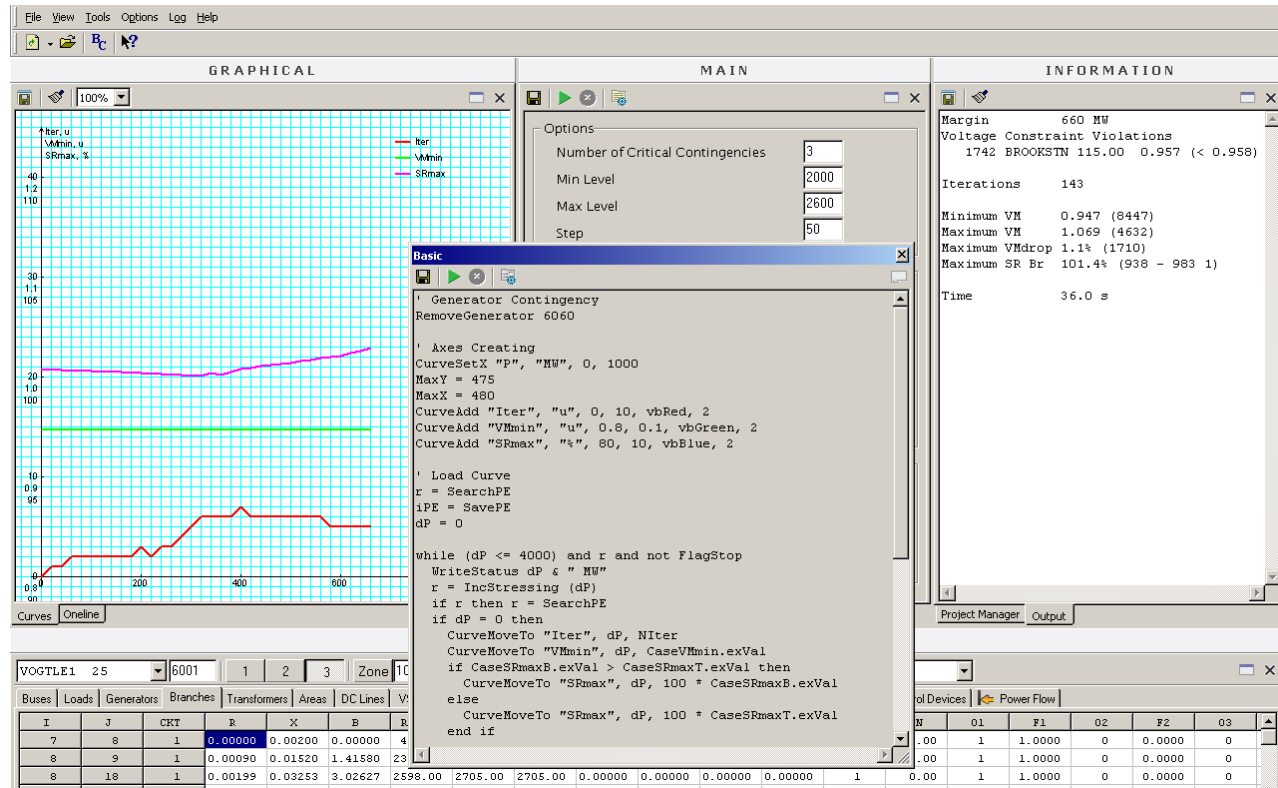 File View Tools Options Log Help
BC
GRAPHICAL MAIN INFORMATION
100%
Iter, u
VMmin, u
SRmax, %
Iter
VMmin
SRmax
40
1.2
110
30
1.1
105
20
1.0
100
10
0.9
95
0
0.8
90
0 200 400 600
Curves Oneline
Options
Number of Critical Contingencies 3
Min Level 2000
Max Level 2600
Step 50
Basic
' Generator Contingency
RemoveGenerator 6060
' Axes Creating
CurveSetX "P", "MW", 0, 1000
MaxY = 475
MaxX = 480
CurveAdd "Iter", "u", 0, 10, vbRed, 2
CurveAdd "VMmin", "u", 0.8, 0.1, vbGreen, 2
CurveAdd "SRmax", "%", 80, 10, vbBlue, 2
' Load Curve
r = SearchPE
iPE = SavePE
dP = 0
while (dP <= 4000) and r and not FlagStop
WriteStatus dP & " MW"
r = IncStressing (dP)
if r then r = SearchPE
if dP = 0 then
CurveMoveTo "Iter", dP, NIter
CurveMoveTo "VMmin", dP, CaseVMmin.exVal
if CaseSRmaxB.exVal > CaseSRmaxT.exVal then
CurveMoveTo "SRmax", dP, 100 * CaseSRmaxB.exVal
else
CurveMoveTo "SRmax", dP, 100 * CaseSRmaxT.exVal
end if
Margin 660 MW
Voltage Constraint Violations
1742 BROOKSTN 115.00 0.957 (< 0.958)
Iterations 143
Minimum VM 0.947 (8447)
Maximum VM 1.069 (4632)
Maximum VMdrop 1.1% (1710)
Maximum SR Br 101.4% (938 - 983 1)
Time 36.0 s
Project Manager Output
VOGTLE1 25 6001 1 2 3 Zone 10
Buses Loads Generators Branches Transformers Areas DC Lines VS ol Devices Power Flow
I J CKT R X B R N O1 F1 O2 F2 O3
7 8 1 0.00000 0.00200 0.00000 4 .00 1 1.0000 0 0.0000 0
8 9 1 0.00090 0.01520 1.41580 23 .00 1 1.0000 0 0.0000 0
8 18 1 0.00199 0.03253 3.02627 2598.00 2705.00 2705.00 0.00000 0.00000 0.00000 0.00000 1 0.00 1 1.0000 0 0.0000 0